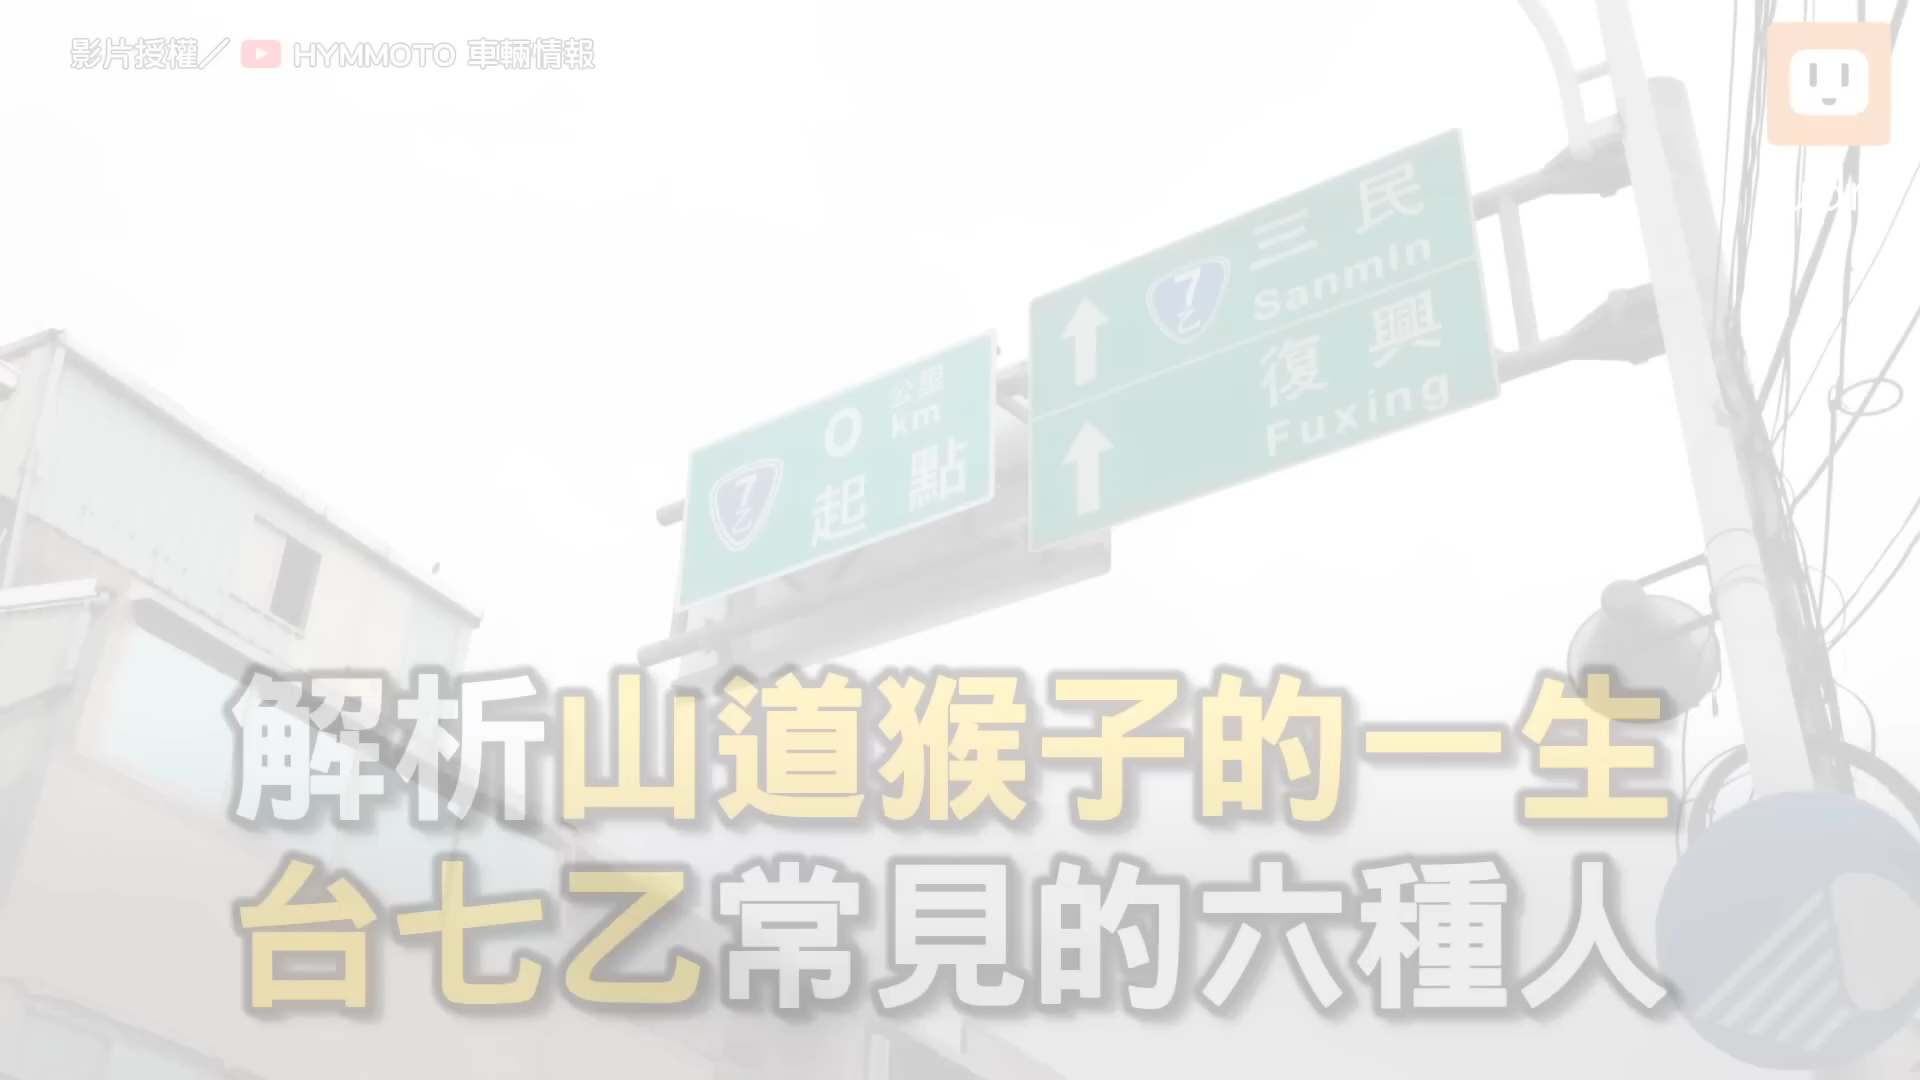 影片授權／ HYMMOTO 車輛情報
7
乙
三民
Sanmin
復興
Fuxing
7
乙
0 公里
km
起點
解析山道猴子的一生
台七乙常見的六種人